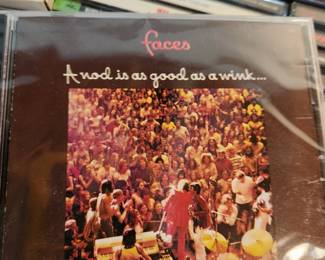 faces
A nod is as good as a wink...